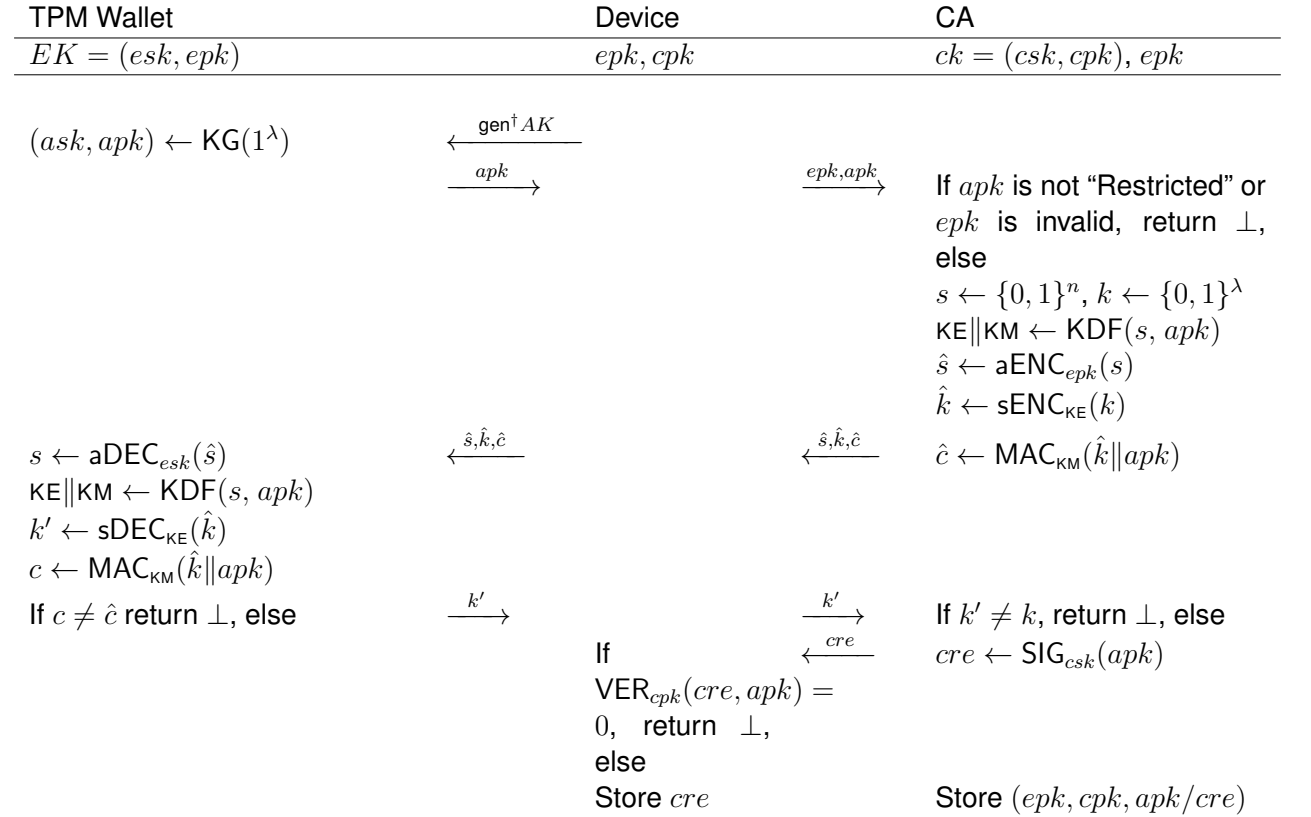 TPM Wallet Device CA
EK = (esk, epk) epk, cpk ck = (csk, cpk), epk
(ask, apk) ← KG(1^λ) gen†AK
apk epk,apk If apk is not “Restricted” or
epk is invalid, return ⊥,
else
s ← {0, 1}^n, k ← {0, 1}^λ
KE∥KM ← KDF(s, apk)
ŝ ← aENC_epk(s)
k̂ ← sENC_KE(k)
s ← aDEC_esk(ŝ) ŝ,k̂,ĉ ŝ,k̂,ĉ ĉ ← MAC_KM(k̂∥apk)
KE∥KM ← KDF(s, apk)
k′ ← sDEC_KE(k̂)
c ← MAC_KM(k̂∥apk)
If c ≠ ĉ return ⊥, else k′ k′ If k′ ≠ k, return ⊥, else
If cre cre ← SIG_csk(apk)
VER_cpk(cre, apk) =
0, return ⊥,
else
Store cre Store (epk, cpk, apk/cre)